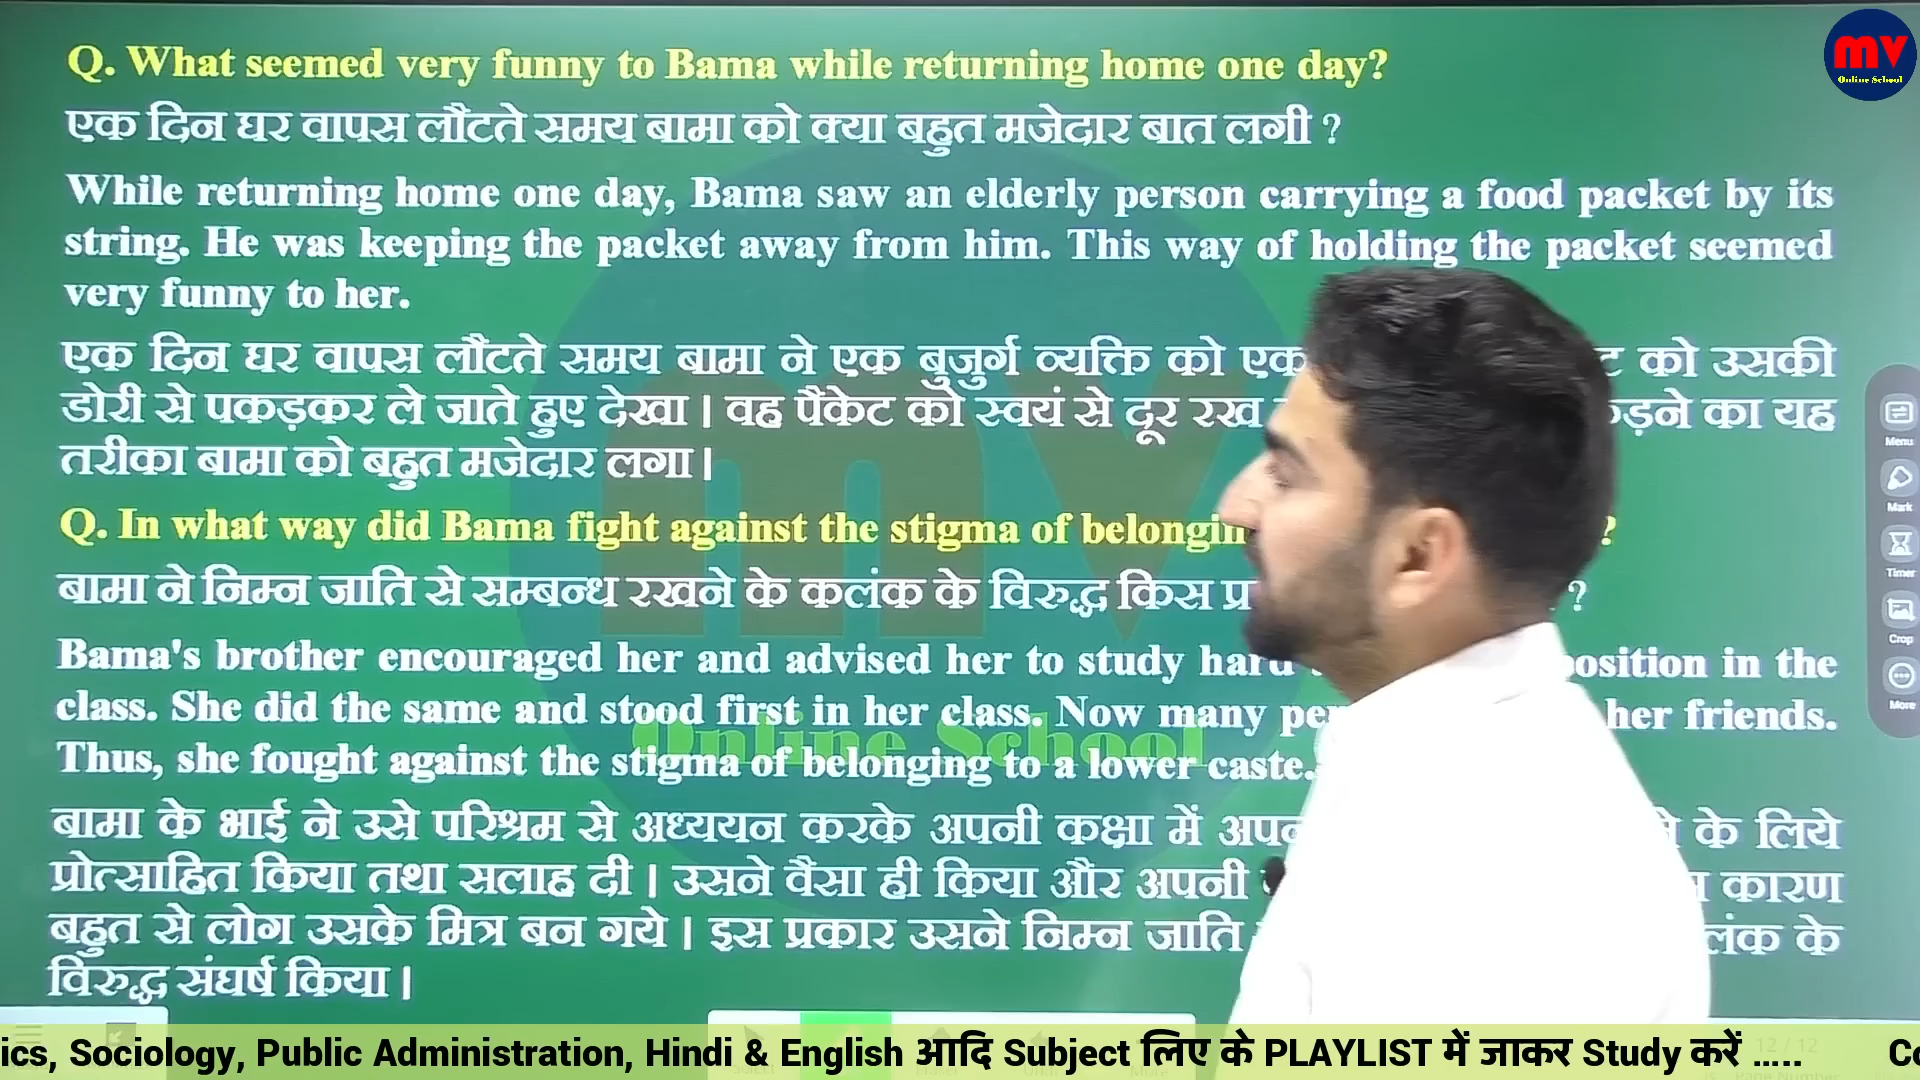 Q. What seemed very funny to Bama while returning home one day?
एक दिन घर वापस लौटते समय बामा को क्या बहुत मजेदार बात लगी ?
While returning home one day, Bama saw an elderly person carrying a food packet by its
string. He was keeping the packet away from him. This way of holding the packet seemed
very funny to her.
एक दिन घर वापस लौटते समय बामा ने एक बुजुर्ग व्यक्ति को एक को उसकी
डोरी से पकड़कर ले जाते हुए देखा । वह पैकेट को स्वयं से दूर रख का यह
तरीका बामा को बहुत मजेदार लगा ।
Q. In what way did Bama fight against the stigma of ?
बामा ने निम्न जाति से सम्बन्ध रखने के कलंक के विरुद्ध किस ?
Bama's brother encouraged her and advised her to study in the
class. She did the same and stood first in her class. Now many her friends.
Thus, she fought against the stigma of belonging to a lower caste.
बामा के भाई ने उसे परिश्रम से अध्ययन करके अपनी कक्षा में के लिये
प्रोत्साहित किया तथा सलाह दी । उसने वैसा ही किया और अपनी कारण
बहुत से लोग उसके मित्र बन गये । इस प्रकार उसने निम्न जाति के
विरुद्ध संघर्ष किया ।
mv
Online School
mv
Online School
Menu
Mark
Timer
Crop
More
12 / 12
Sociology, Public Administration, Hindi & English आदि Subject लिए के PLAYLIST में जाकर Study करें .....